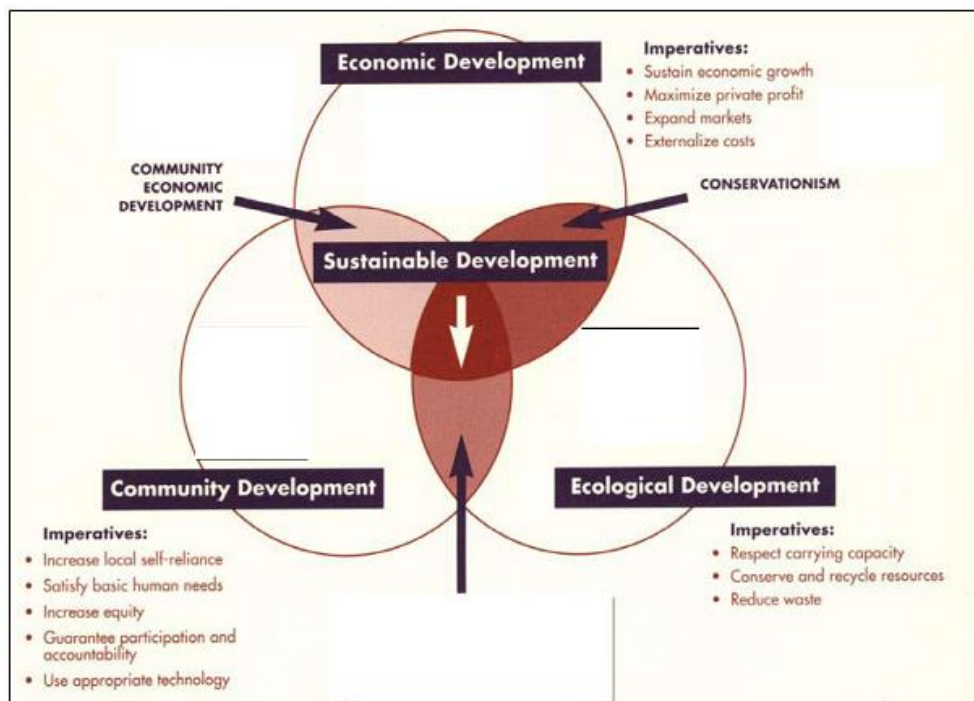 Economic Development
Imperatives:
• Sustain economic growth
• Maximize private profit
• Expand markets
• Externalize costs
COMMUNITY
ECONOMIC
DEVELOPMENT
CONSERVATIONISM
Sustainable Development
Community Development
Ecological Development
Imperatives:
• Increase local self-reliance
• Satisfy basic human needs
• Increase equity
• Guarantee participation and
accountability
• Use appropriate technology
Imperatives:
• Respect carrying capacity
• Conserve and recycle resources
• Reduce waste